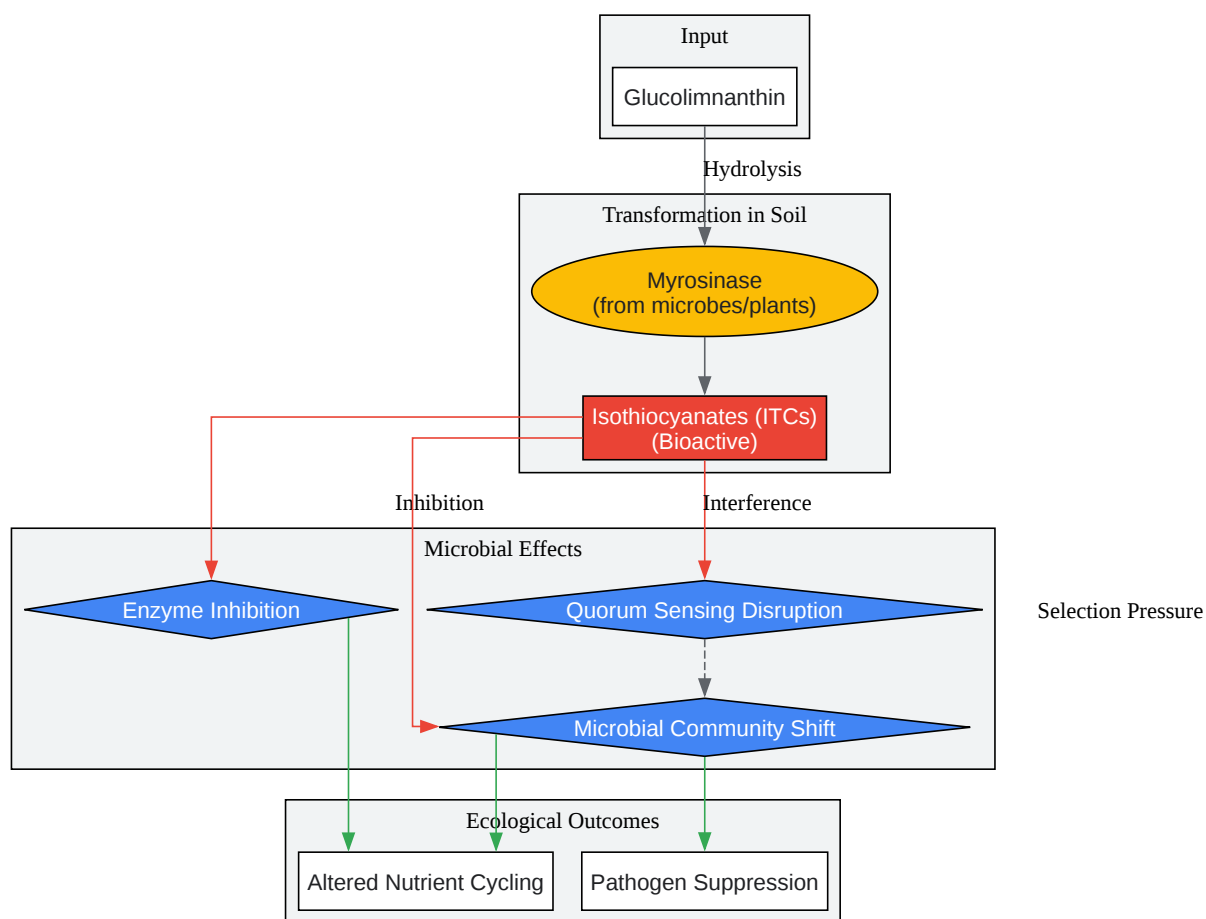 Input
Glucolimnanthin
Hydrolysis
Transformation in Soil
Myrosinase
(from microbes/plants)
Isothiocyanates (ITCs)
(Bioactive)
Inhibition
Interference
Microbial Effects
Enzyme Inhibition
Quorum Sensing Disruption
Selection Pressure
Microbial Community Shift
Ecological Outcomes
Altered Nutrient Cycling
Pathogen Suppression